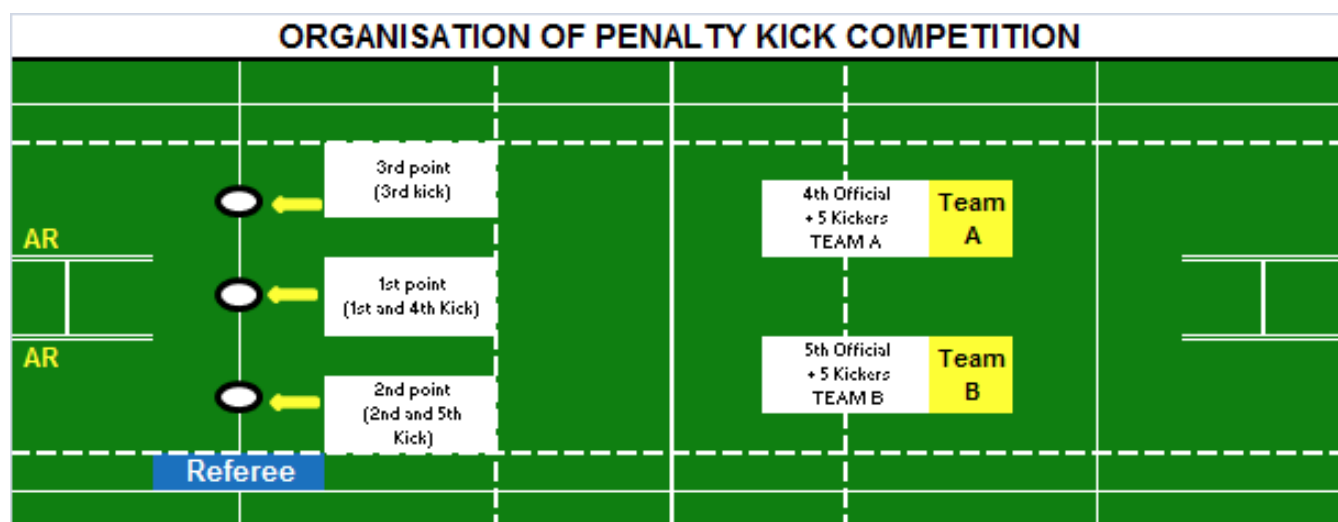 ORGANISATION OF PENALTY KICK COMPETITION
3rd point
(3rd kick)
4th Official
+ 5 Kickers
TEAM A
Team
A
AR
1st point
(1st and 4th Kick)
AR
5th Official
+ 5 Kickers
TEAM B
Team
B
2nd point
(2nd and 5th
Kick)
Referee